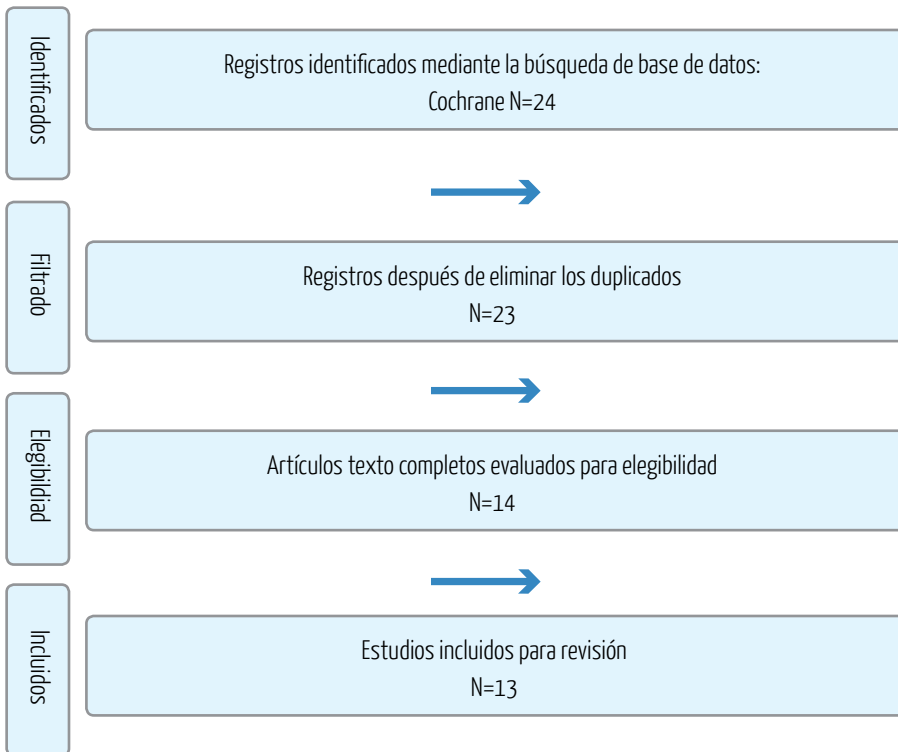 Identificados
Registros identificados mediante la búsqueda de base de datos:
Cochrane N=24
Filtrado
Registros después de eliminar los duplicados
N=23
Elegibildiad
Artículos texto completos evaluados para elegibilidad
N=14
Incluidos
Estudios incluidos para revisión
N=13